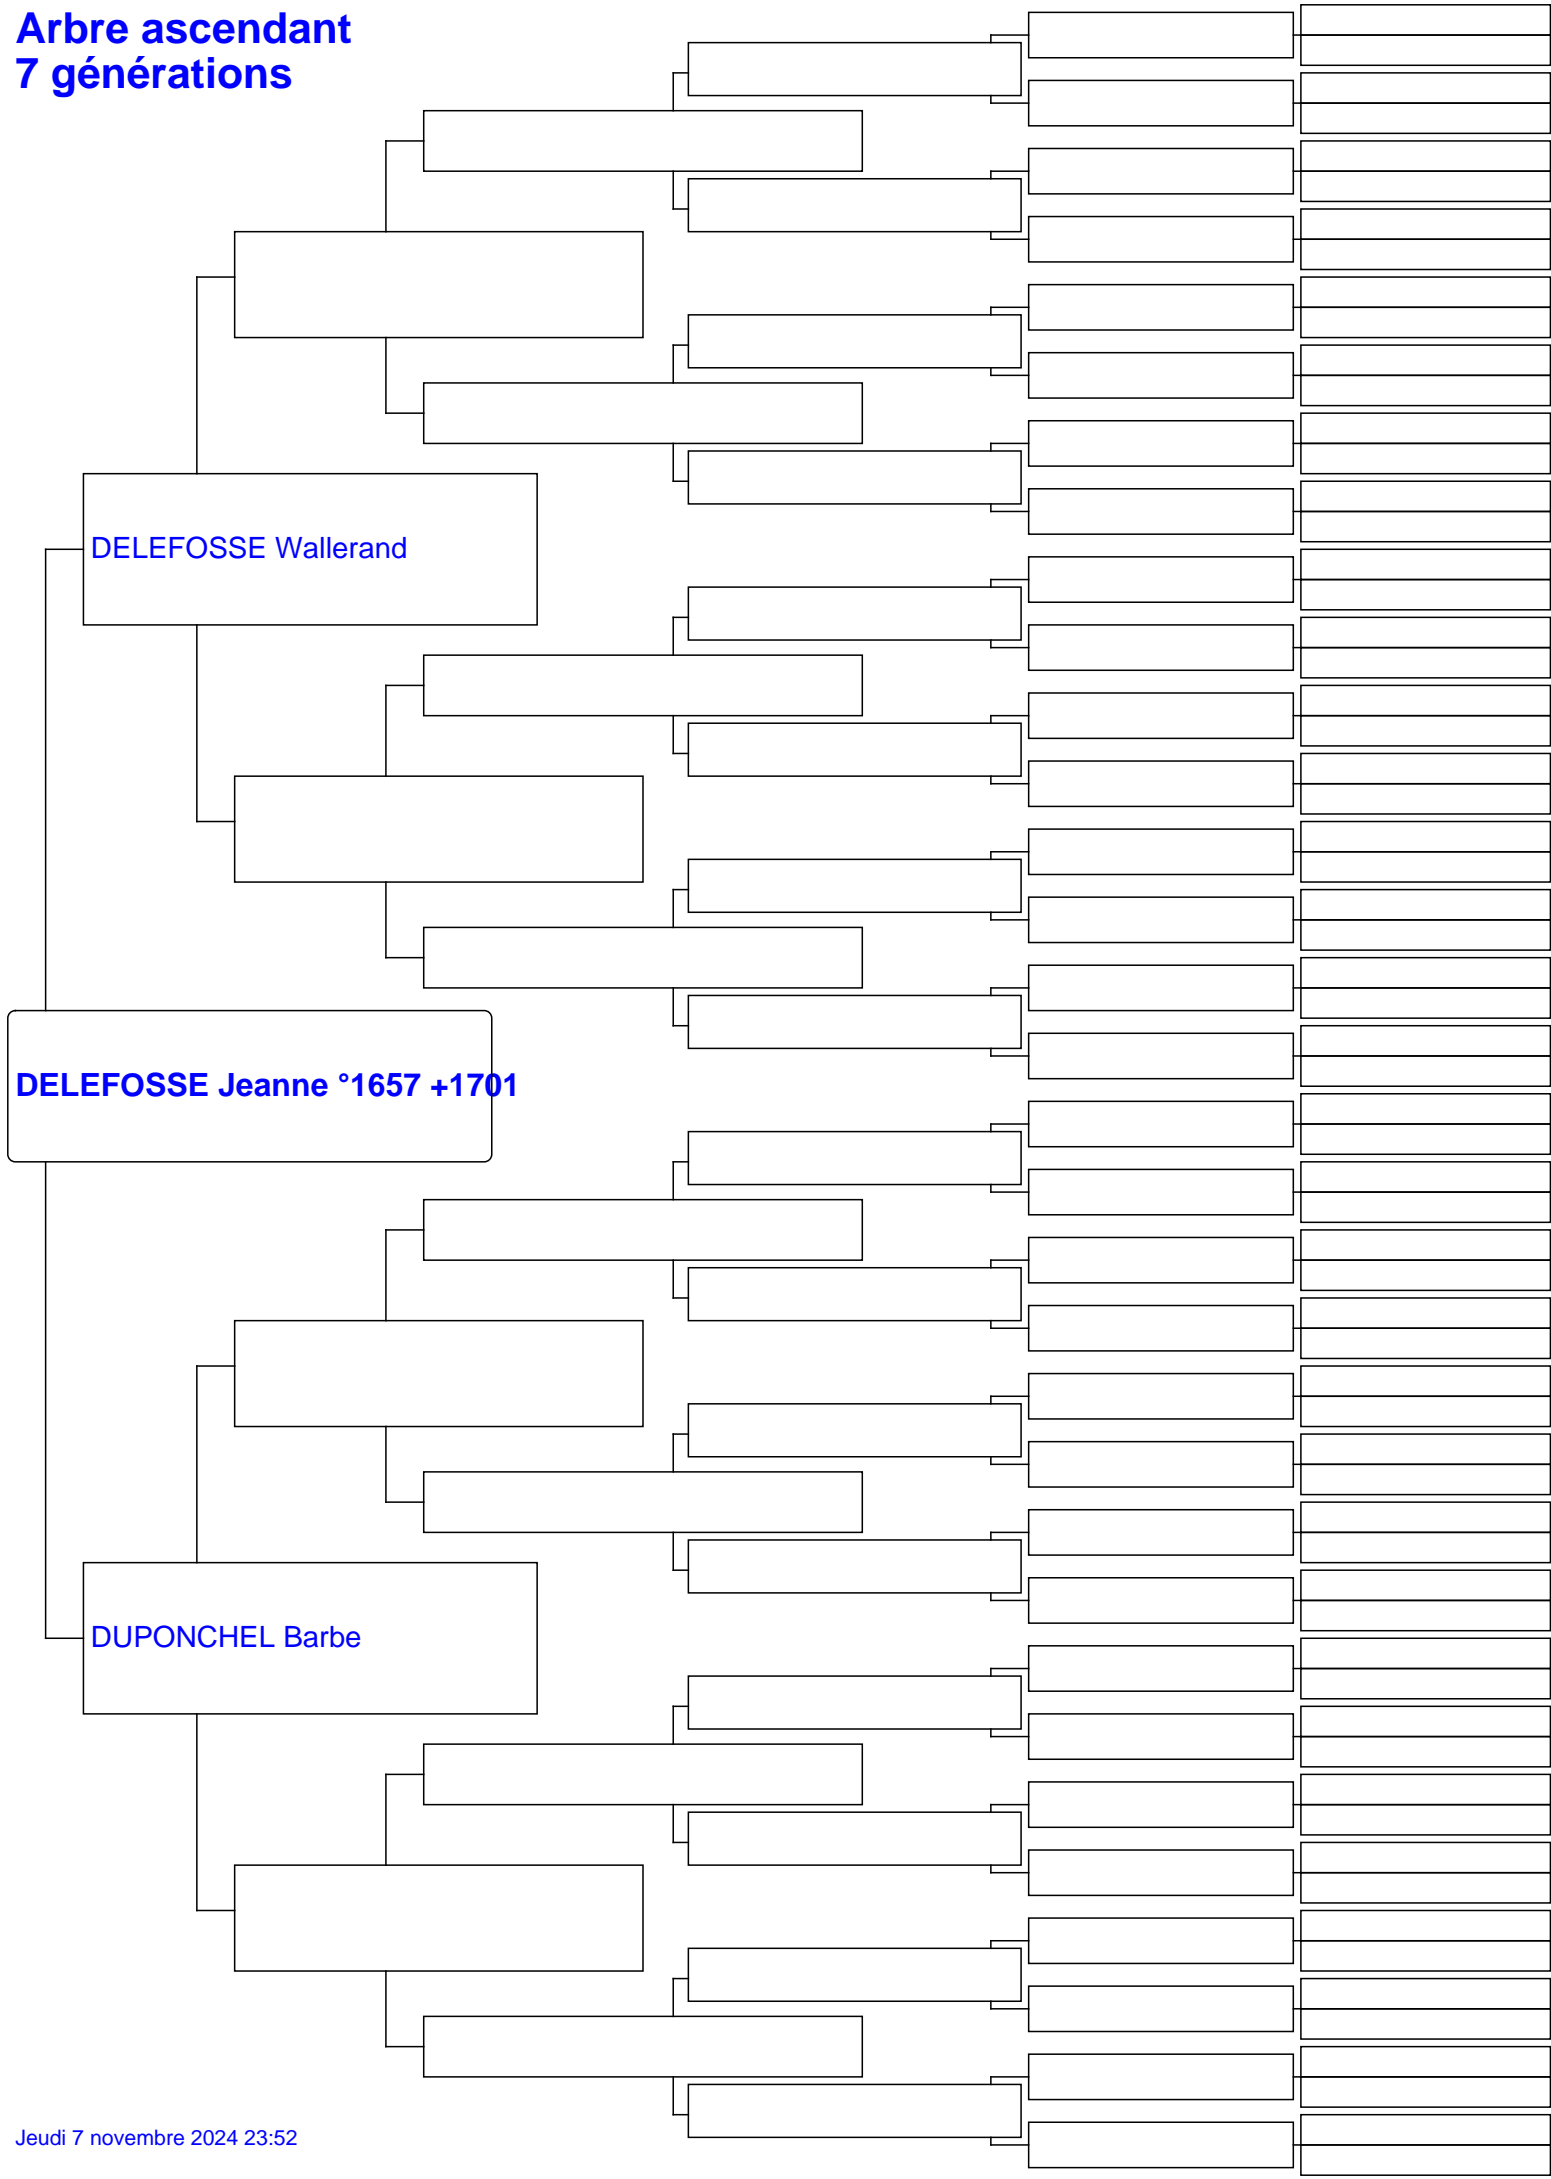 Arbre ascendant
7 générations
DELEFOSSE Wallerand
DELEFOSSE Jeanne °1657 +1701
DUPONCHEL Barbe
Jeudi 7 novembre 2024 23:52